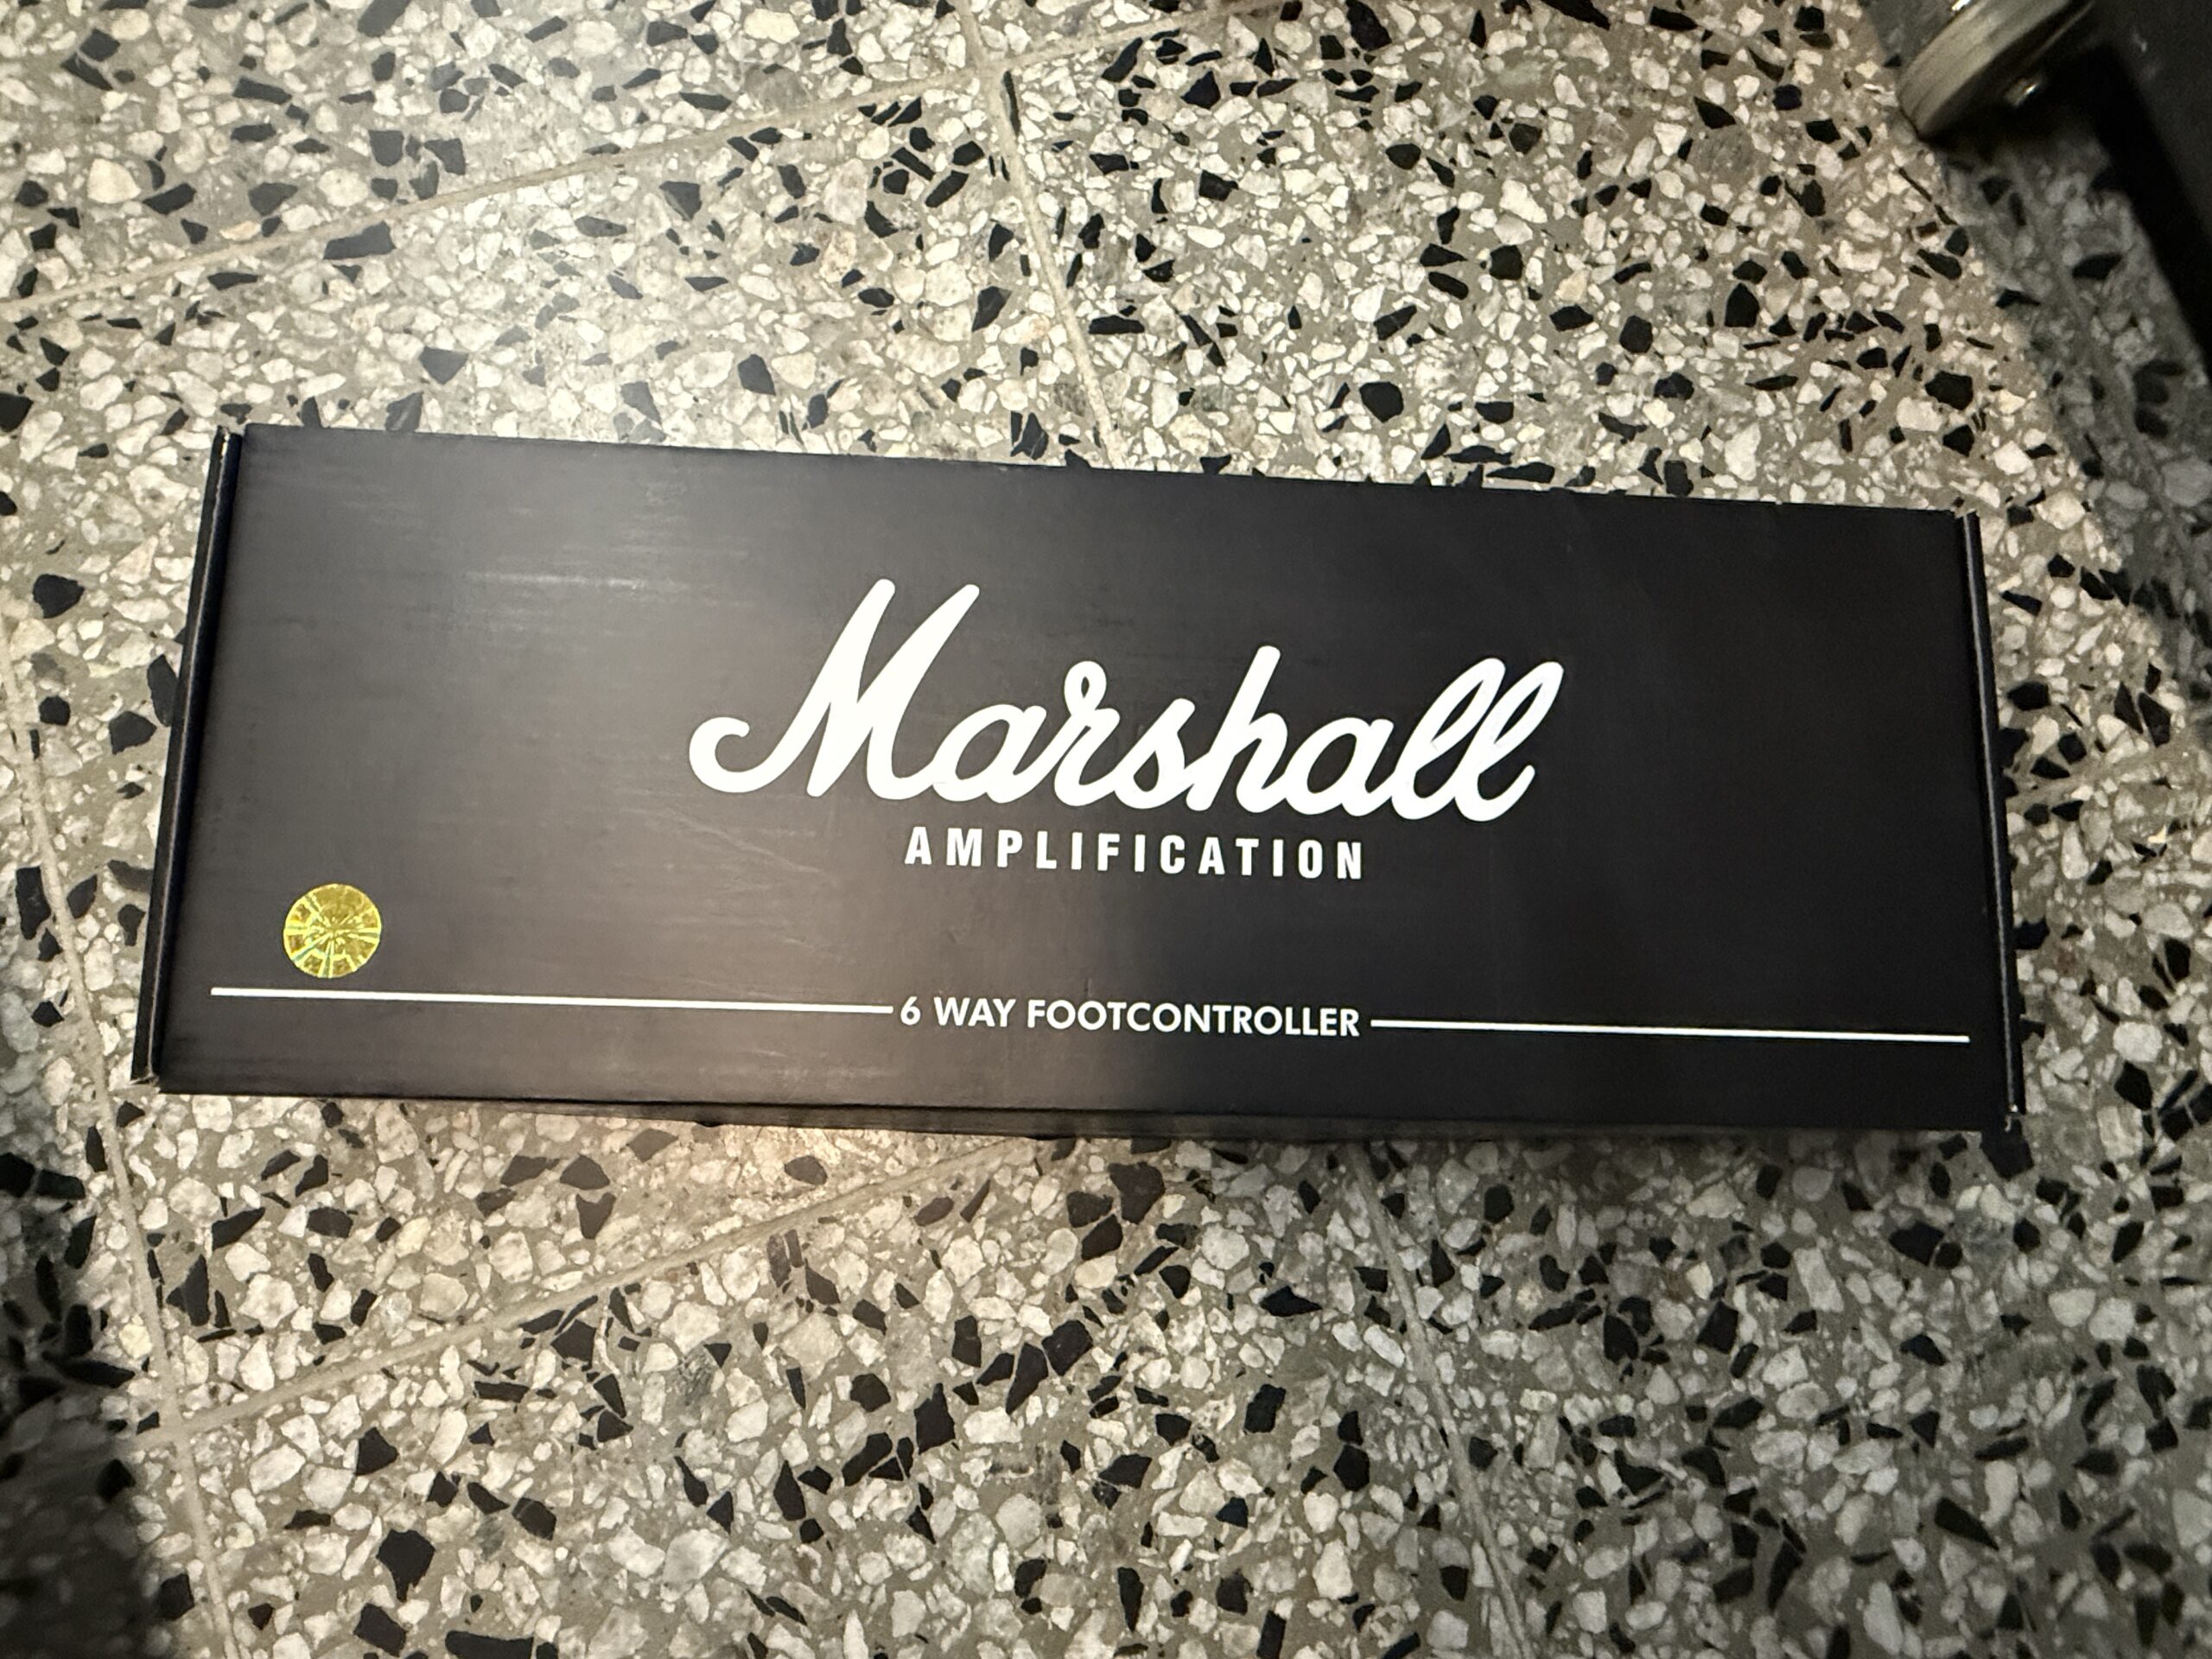 Marshall
AMPLIFICATION
6 WAY FOOTCONTROLLER